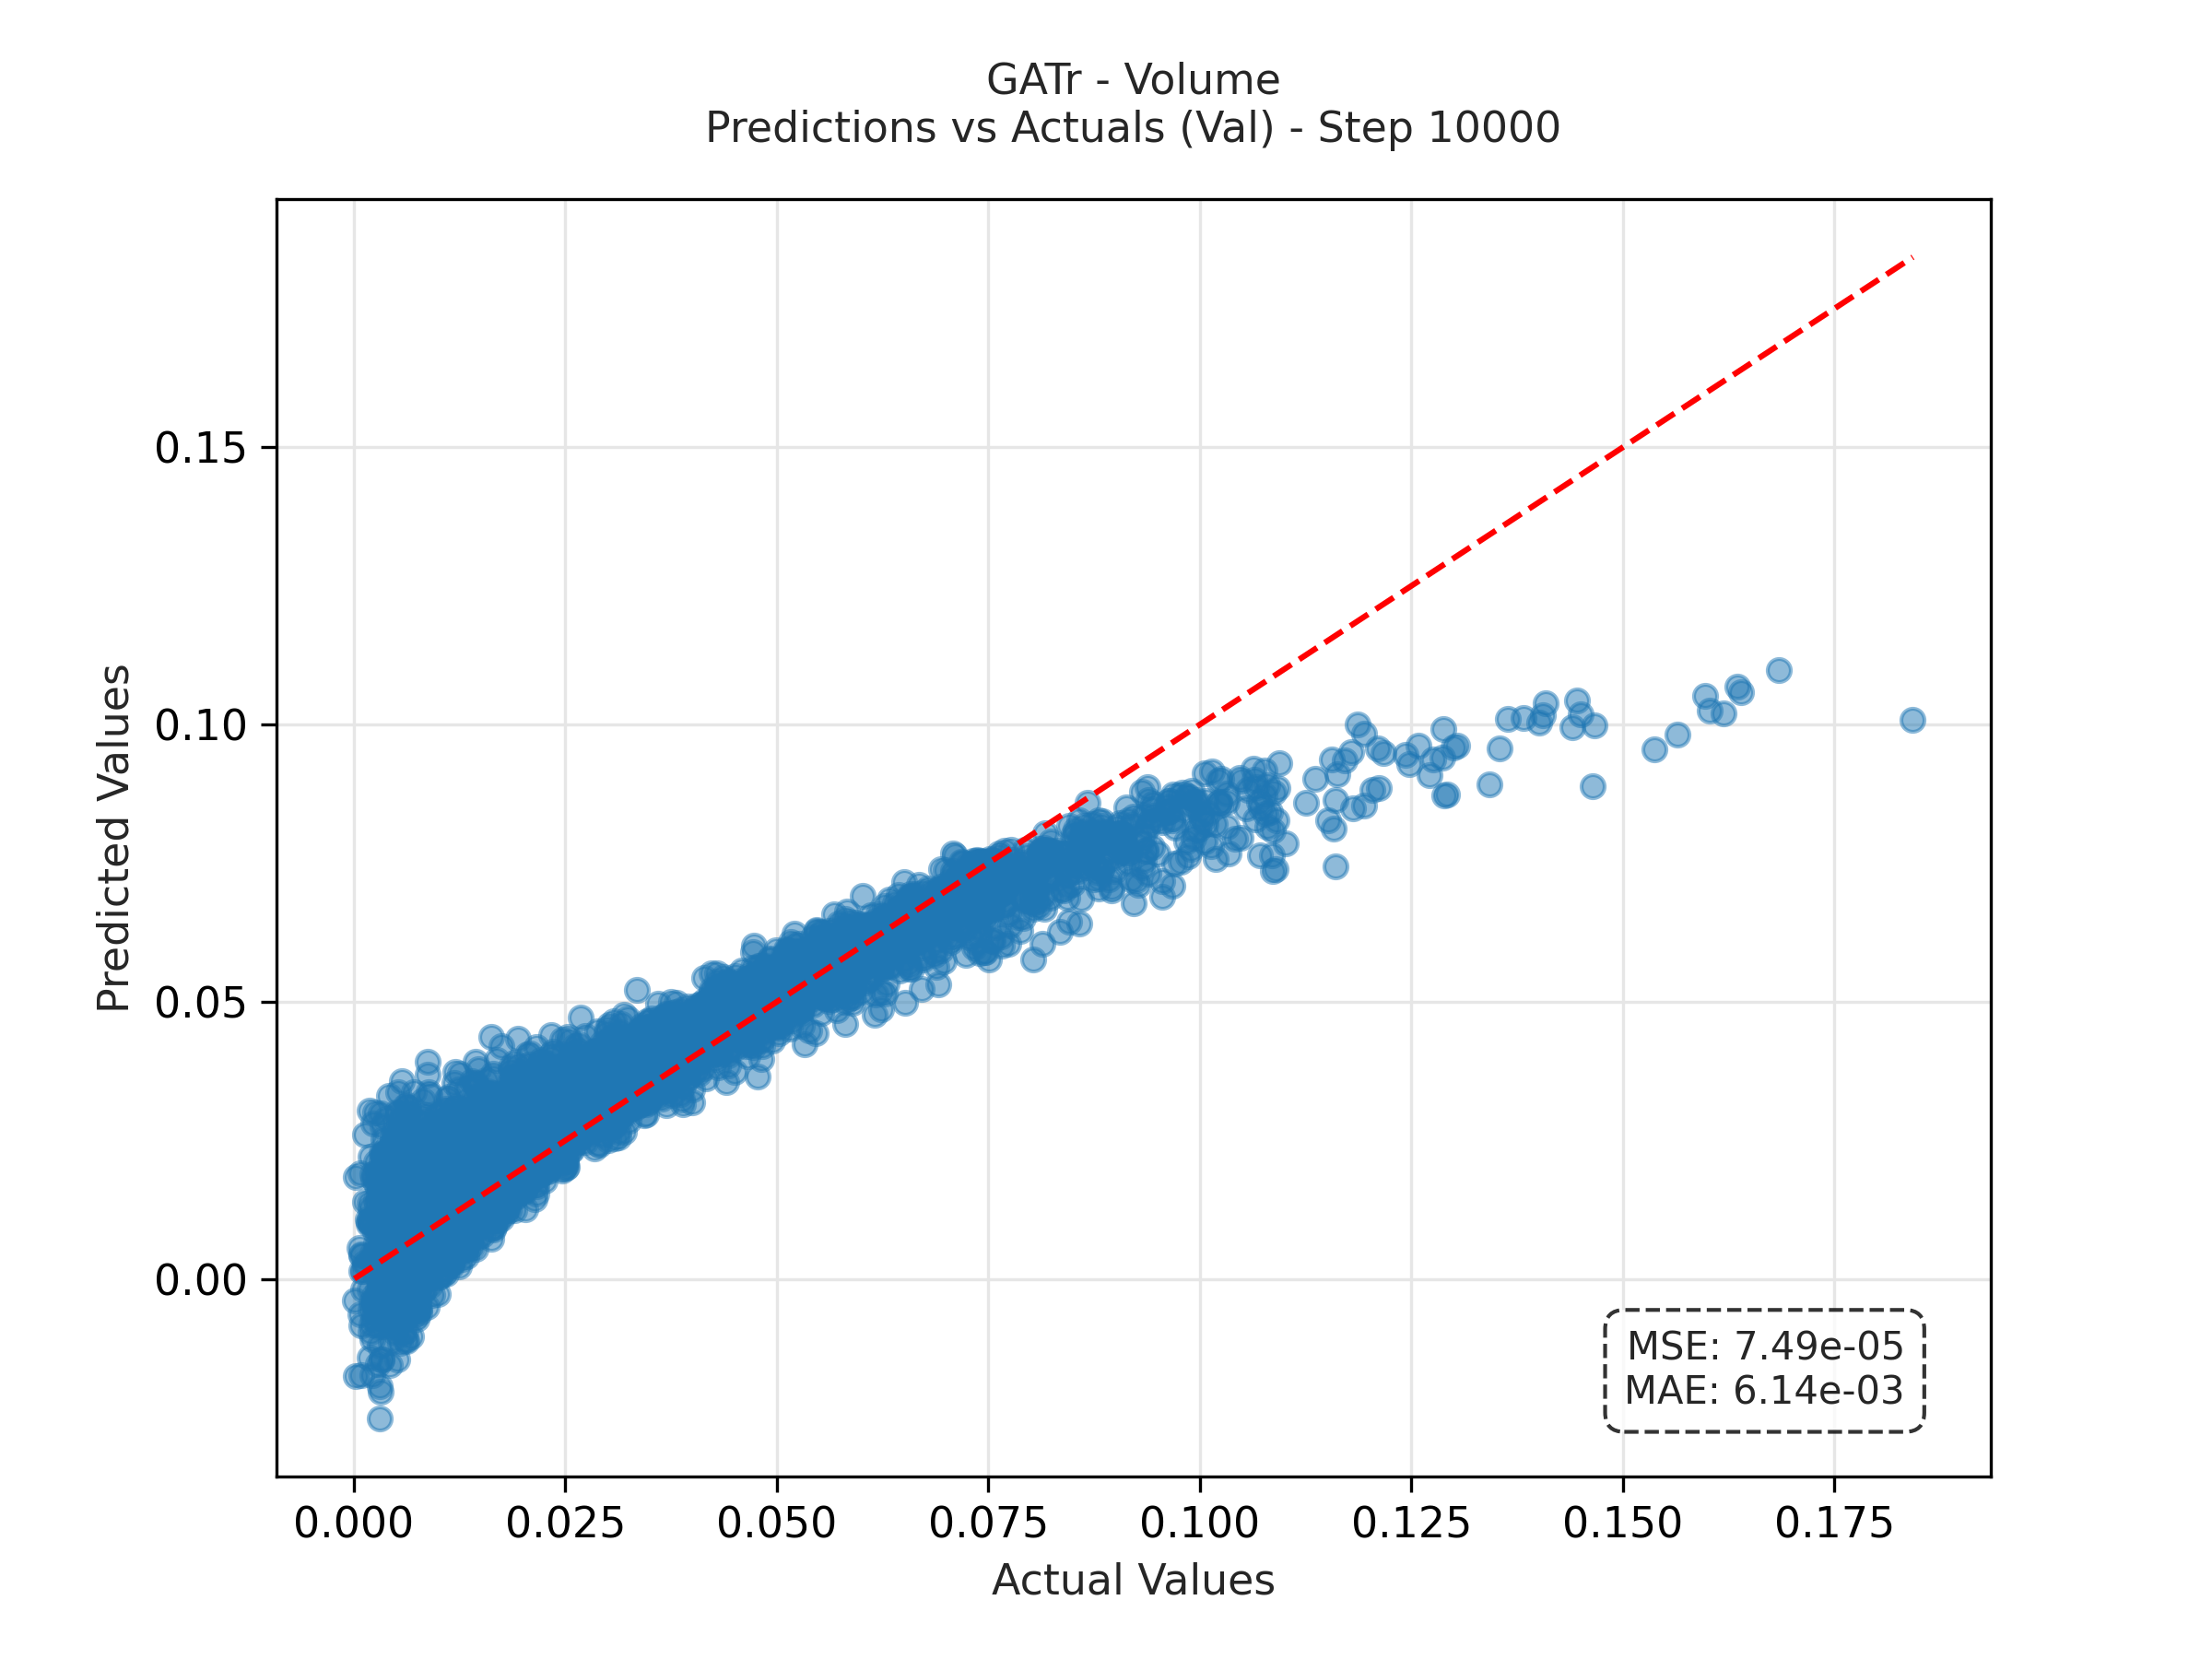 GATr - Volume
Predictions vs Actuals (Val) - Step 10000
Predicted Values
0.15
0.10
0.05
0.00
MSE: 7.49e-05
MAE: 6.14e-03
0.000 0.025 0.050 0.075 0.100 0.125 0.150 0.175
Actual Values